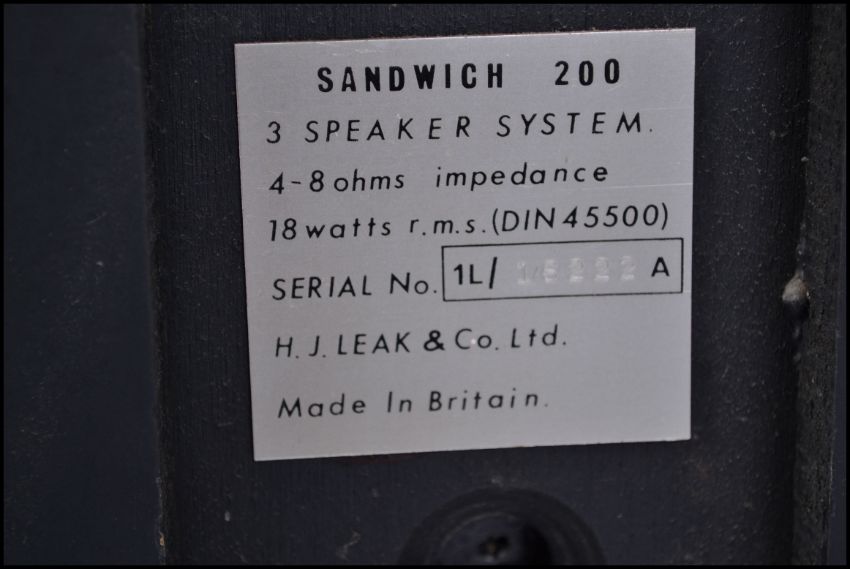 SANDWICH 200
3 SPEAKER SYSTEM.
4-8 ohms impedance
18 watts r.m.s. (DIN 45500)
SERIAL No. 1L/ A
H. J. LEAK & Co. Ltd.
Made In Britain.